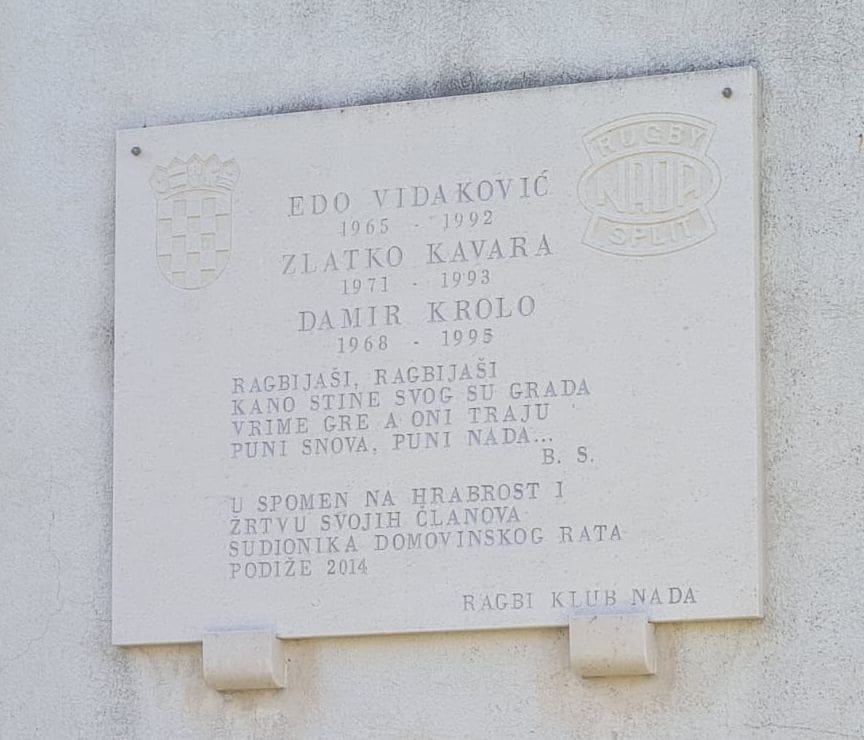 RUGBY
NADA
SPLIT
EDO VIDAKOVIĆ
1965 - 1992
ZLATKO KAVARA
1971 - 1993
DAMIR KROLO
1968 - 1995
RAGBIJAŠI, RAGBIJAŠI
KANO STINE SVOG SU GRADA
VRIME GRE A ONI TRAJU
PUNI SNOVA, PUNI NADA...
B. S.
U SPOMEN NA HRABROST I
ŽRTVU SVOJIH ČLANOVA
SUDIONIKA DOMOVINSKOG RATA
PODIŽE 2014
RAGBI KLUB NADA